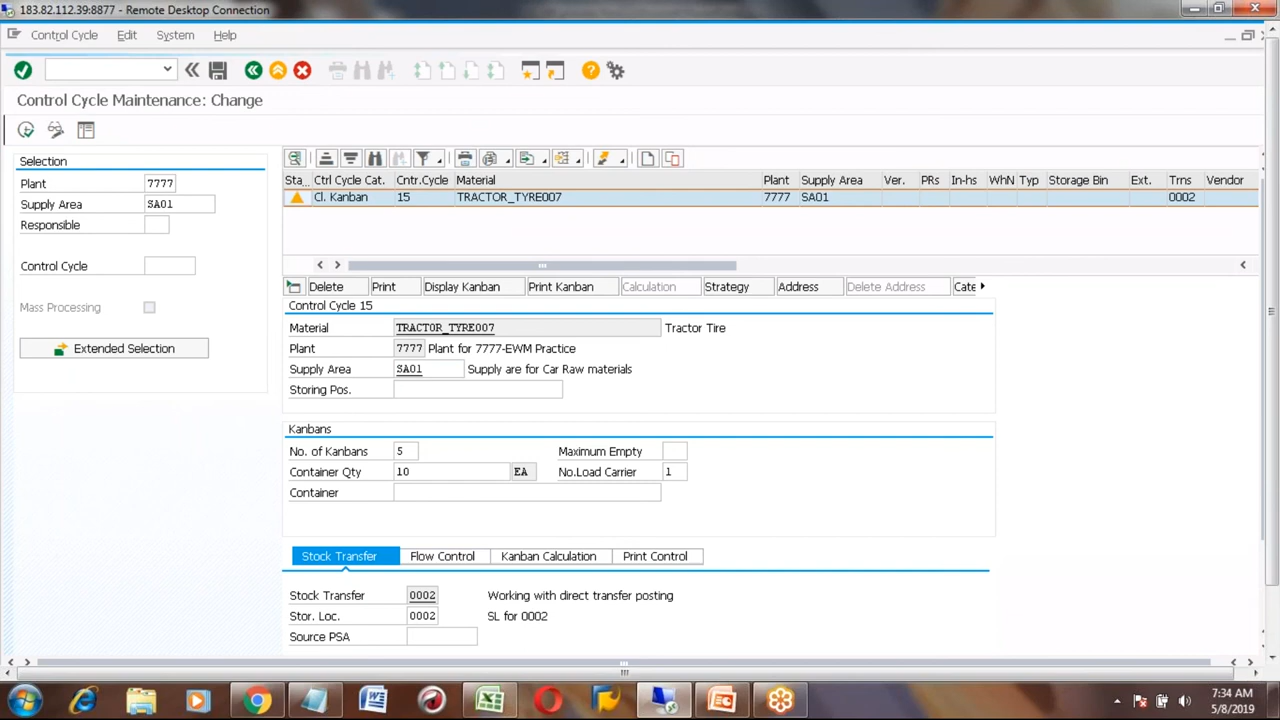 183.82.112.39:8877 - Remote Desktop Connection
Control Cycle Edit System Help
Control Cycle Maintenance: Change
Selection
Plant 7777
Supply Area SA01
Responsible
Control Cycle
Mass Processing
Extended Selection
Sta... Ctrl Cycle Cat. Cntr.Cycle Material Plant Supply Area Ver. PRs In-hs WhN Typ Storage Bin Ext. Trns Vendor
Cl. Kanban 15 TRACTOR_TYRE007 7777 SA01 0002
Delete Print Display Kanban Print Kanban Calculation Strategy Address Delete Address Cate
Control Cycle 15
Material TRACTOR_TYRE007 Tractor Tire
Plant 7777 Plant for 7777-EWM Practice
Supply Area SA01 Supply are for Car Raw materials
Storing Pos.
Kanbans
No. of Kanbans 5 Maximum Empty
Container Qty 10 EA No.Load Carrier 1
Container
Stock Transfer Flow Control Kanban Calculation Print Control
Stock Transfer 0002 Working with direct transfer posting
Stor. Loc. 0002 SL for 0002
Source PSA
7:34 AM
5/8/2019